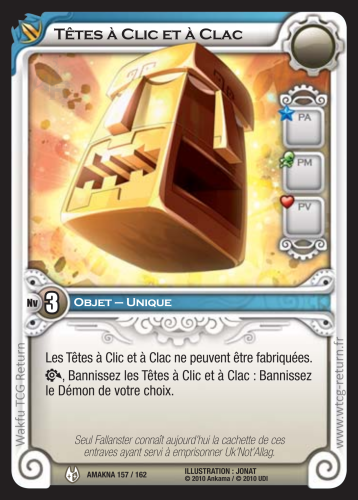 TÊTES À CLIC ET À CLAC
PA
PM
PV
Nv 3
OBJET – UNIQUE
Les Têtes à Clic et à Clac ne peuvent être fabriquées.
, Bannissez les Têtes à Clic et à Clac : Bannissez
le Démon de votre choix.
Seul Fallanster connaît aujourd'hui la cachette de ces
entraves ayant servi à emprisonner Uk'Not'Allag.
AMAKNA 157 / 162
ILLUSTRATION : JONAT
© 2010 Ankama / © 2010 UDI
Wakfu TCG Return
www.wtcg-return.fr